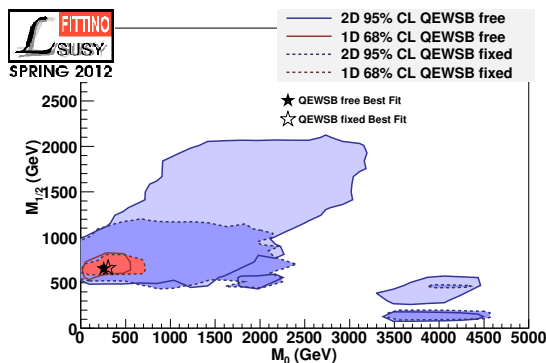 FITTINO
SUSY
SPRING 2012
2D 95% CL QEWSB free
1D 68% CL QEWSB free
2D 95% CL QEWSB fixed
1D 68% CL QEWSB fixed
QEWSB free Best Fit
QEWSB fixed Best Fit
M1/2 (GeV)
2500
2000
1500
1000
500
0
0 500 1000 1500 2000 2500 3000 3500 4000 4500 5000
M0 (GeV)